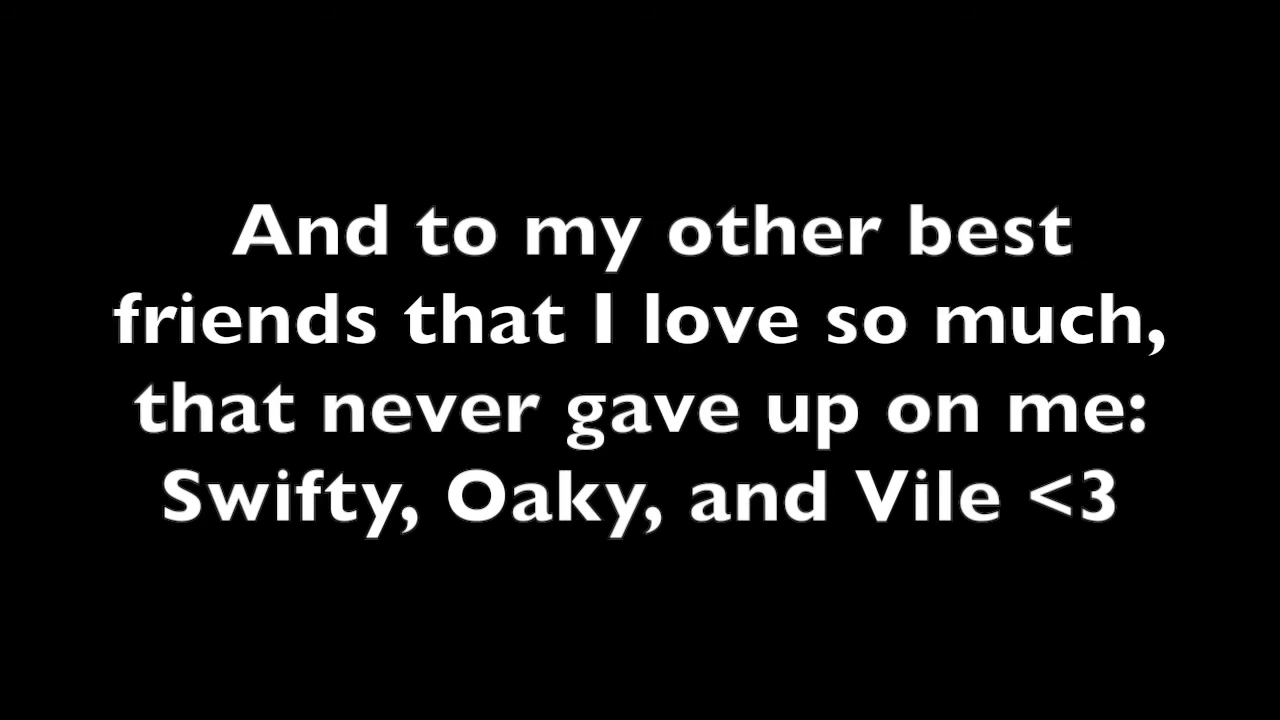 And to my other best
friends that I love so much,
that never gave up on me:
Swifty, Oaky, and Vile <3